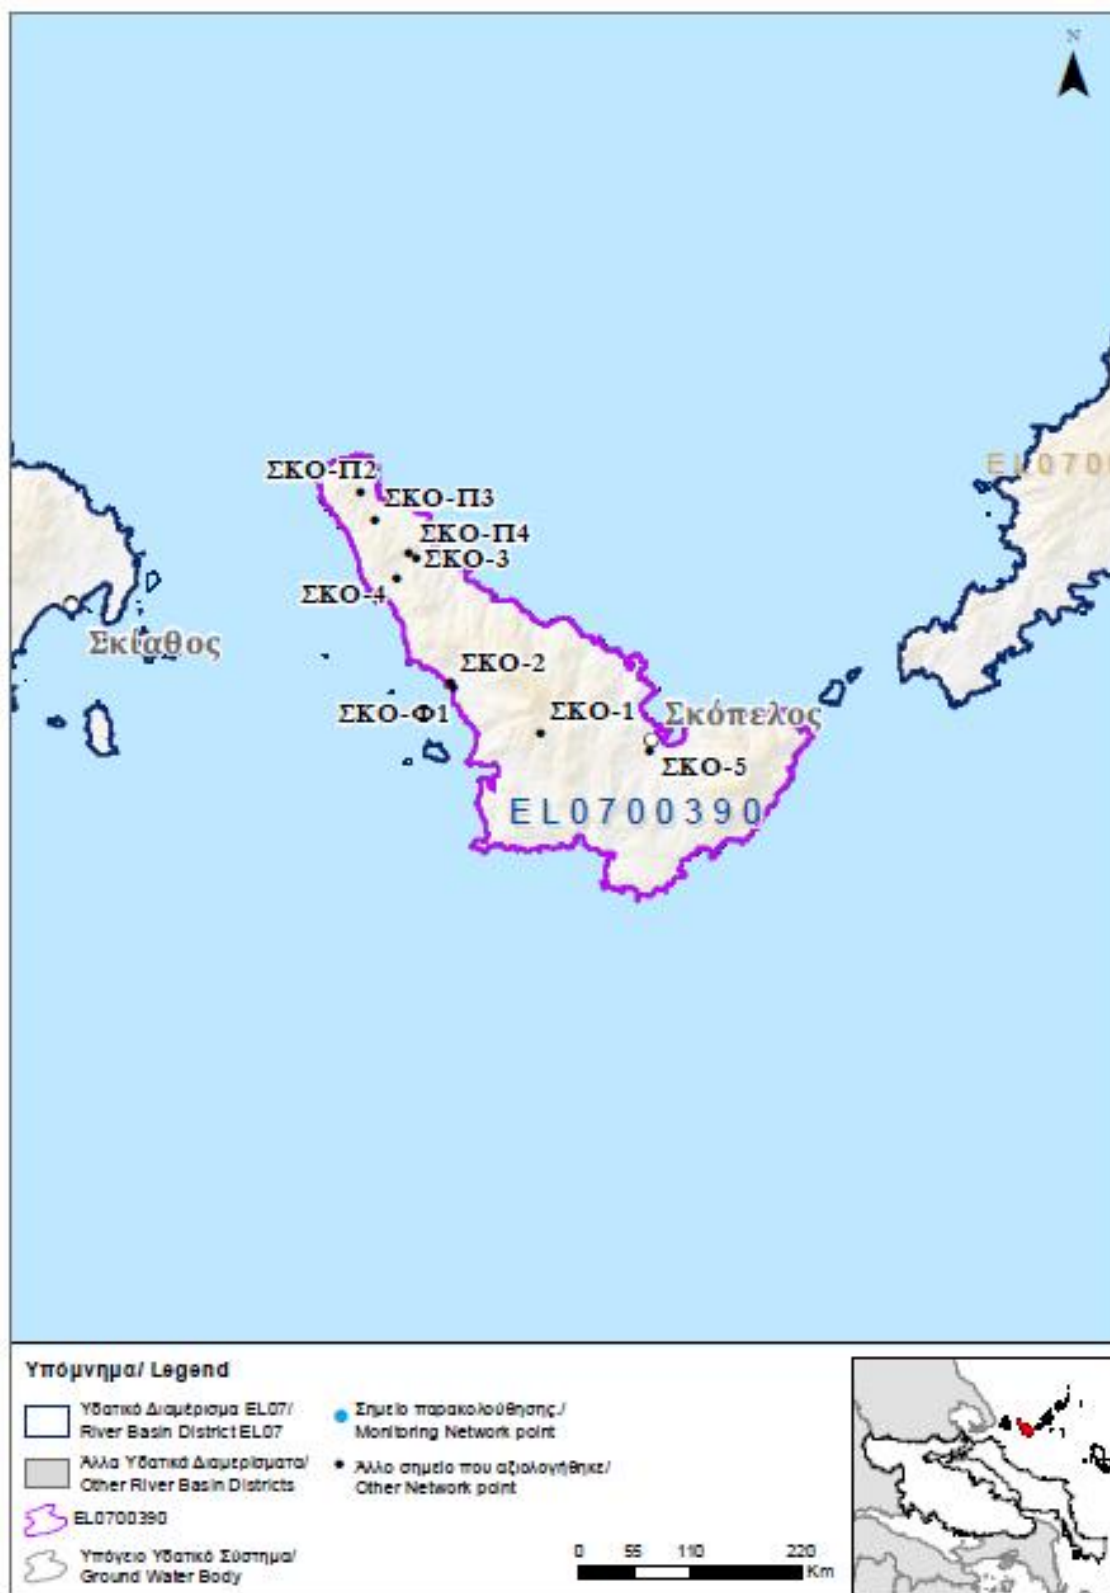 N
EL070
ΣΚΟ-Π2
ΣΚΟ-Π3
ΣΚΟ-Π4
ΣΚΟ-3
ΣΚΟ-4
Σκίαθος
ΣΚΟ-2
ΣΚΟ-Φ1
ΣΚΟ-1
Σκόπελος
ΣΚΟ-5
EL0700390
Υπόμνημα/ Legend
Υδατικό Διαμέρισμα EL07/
River Basin District EL07
Άλλα Υδατικά Διαμερίσματα/
Other River Basin Districts
EL0700390
Υπόγειο Υδατικό Σύστημα/
Ground Water Body
Σημείο παρακολούθησης/
Monitoring Network point
Άλλο σημείο που αξιολογήθηκε/
Other Network point
0 55 110 220
Km